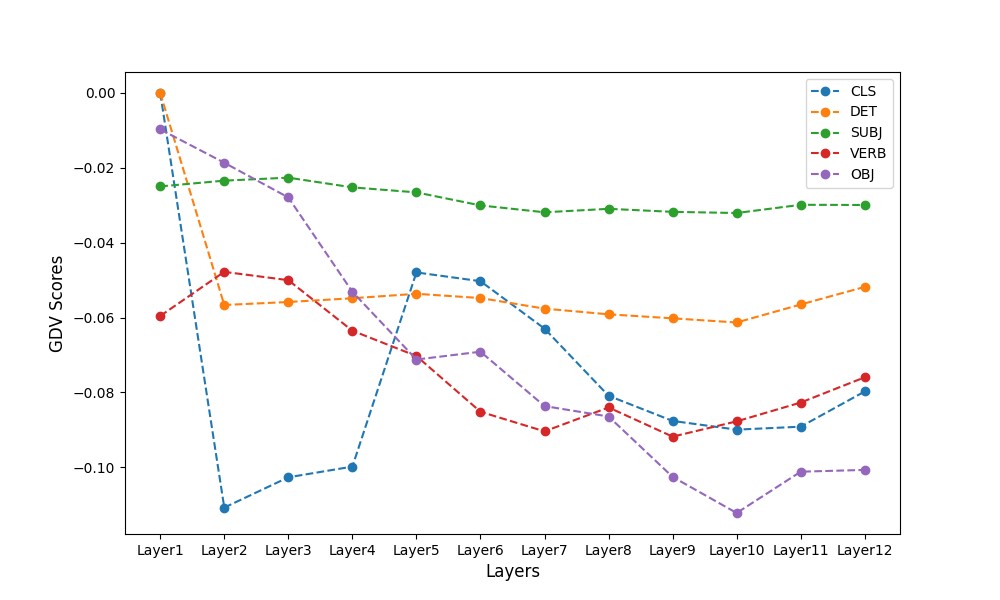 0.00
−0.02
−0.04
−0.06
−0.08
−0.10
GDV Scores
CLS
DET
SUBJ
VERB
OBJ
Layer1 Layer2 Layer3 Layer4 Layer5 Layer6 Layer7 Layer8 Layer9 Layer10 Layer11 Layer12
Layers